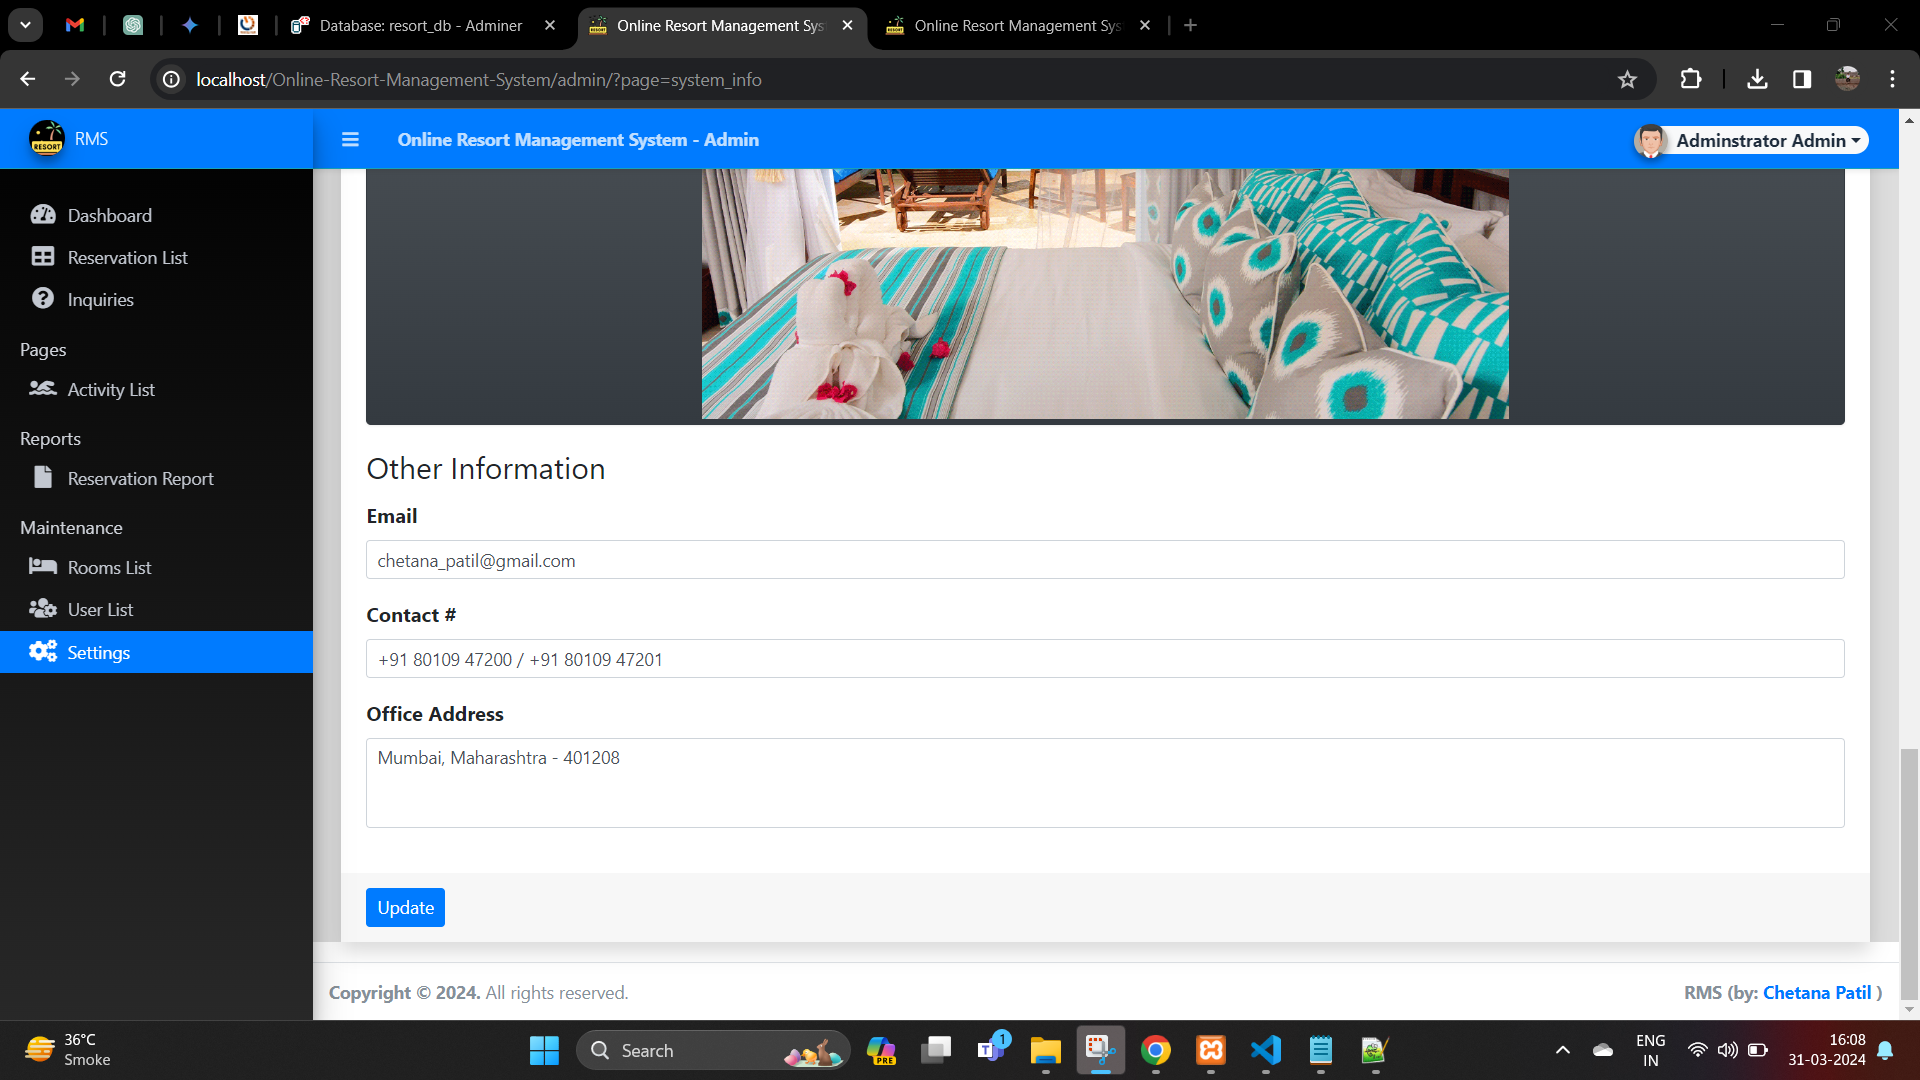 Database: resort_db - Adminer
Online Resort Management Sys
Online Resort Management Sys
localhost/Online-Resort-Management-System/admin/?page=system_info
RESORT
RMS
Online Resort Management System - Admin
Adminstrator Admin
Dashboard
Reservation List
Inquiries
Pages
Activity List
Reports
Reservation Report
Maintenance
Rooms List
User List
Settings
Other Information
Email
chetana_patil@gmail.com
Contact #
+91 80109 47200 / +91 80109 47201
Office Address
Mumbai, Maharashtra - 401208
Update
Copyright © 2024. All rights reserved.
RMS (by: Chetana Patil )
36°C
Smoke
Search
PRE
1
ENG
IN
16:08
31-03-2024